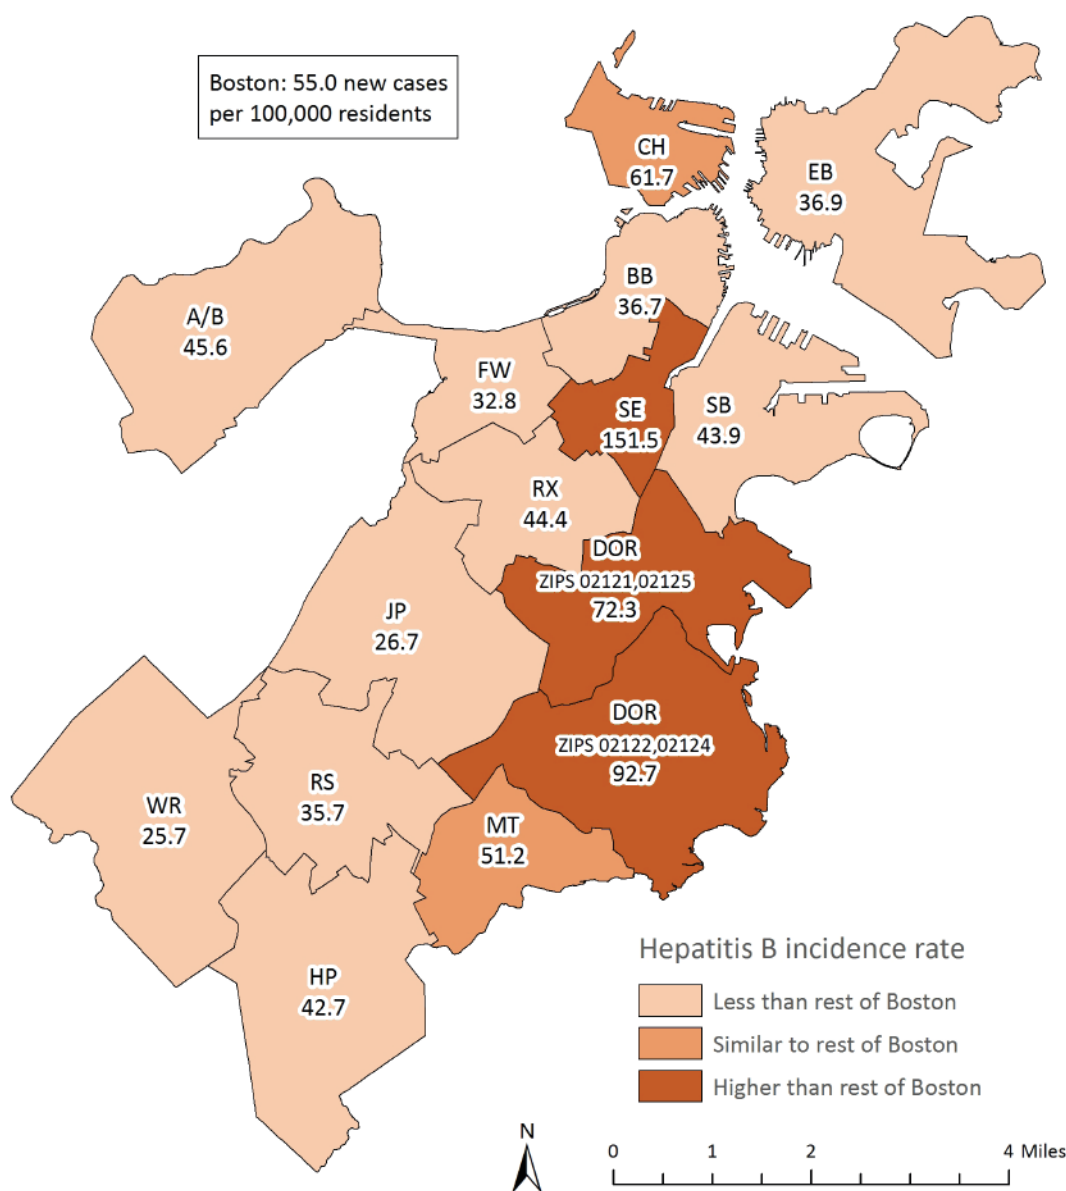 Boston: 55.0 new cases
per 100,000 residents
CH
61.7
EB
36.9
BB
36.7
A/B
45.6
FW
32.8
SE
151.5
SB
43.9
RX
44.4
DOR
ZIPS 02121,02125
72.3
JP
26.7
DOR
ZIPS 02122,02124
92.7
RS
35.7
WR
25.7
MT
51.2
HP
42.7
Hepatitis B incidence rate
Less than rest of Boston
Similar to rest of Boston
Higher than rest of Boston
N
0 1 2 4 Miles